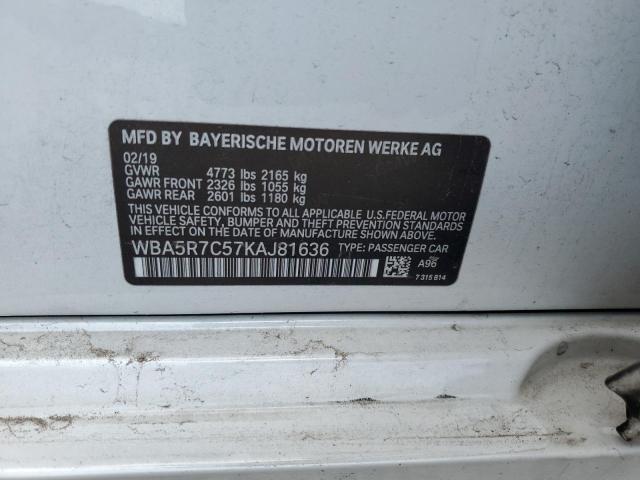 MFD BY BAYERISCHE MOTOREN WERKE AG
02/19
GVWR 4773 lbs 2165 kg
GAWR FRONT 2326 lbs 1055 kg
GAWR REAR 2601 lbs 1180 kg
THIS VEHICLE CONFORMS TO ALL APPLICABLE U.S.FEDERAL MOTOR
VEHICLE SAFETY, BUMPER AND THEFT PREVENTION STANDARDS
IN EFFECT ON THE DATE OF MANUFACTURE SHOWN ABOVE.
WBA5R7C57KAJ81636 TYPE: PASSENGER CAR
A96
7 315 814